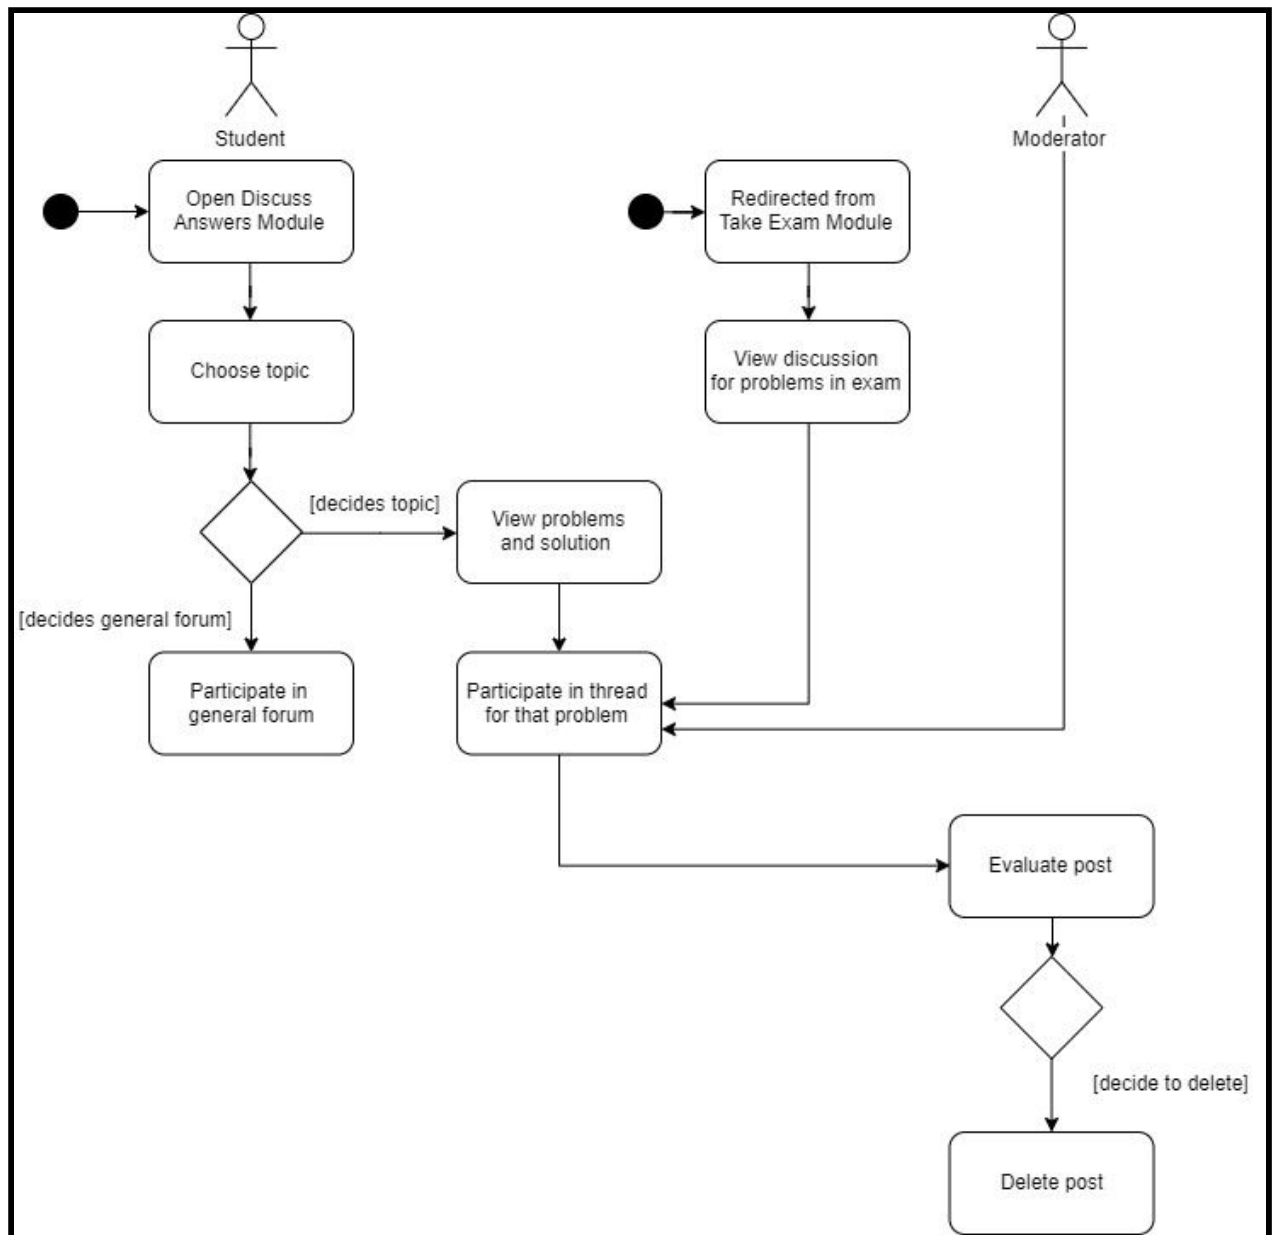 Student
Moderator
Open Discuss
Answers Module
Redirected from
Take Exam Module
Choose topic
View discussion
for problems in exam
[decides topic]
View problems
and solution
[decides general forum]
Participate in
general forum
Participate in thread
for that problem
Evaluate post
[decide to delete]
Delete post